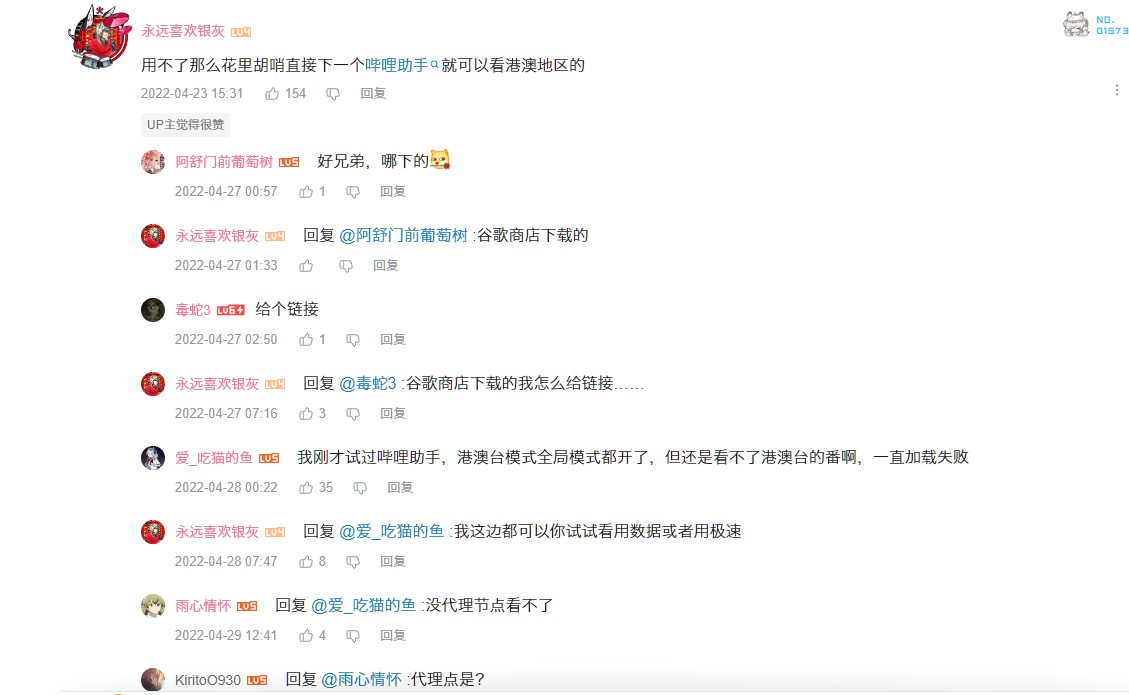 永远喜欢银灰 LV4
NO.
01573
用不了那么花里胡哨直接下一个哔哩助手就可以看港澳地区的
2022-04-23 15:31 154 回复
UP主觉得很赞
阿舒门前葡萄树 LV5 好兄弟，哪下的
2022-04-27 00:57 1 回复
永远喜欢银灰 LV4 回复 @阿舒门前葡萄树 :谷歌商店下载的
2022-04-27 01:33 回复
毒蛇3 LV6 给个链接
2022-04-27 02:50 1 回复
永远喜欢银灰 LV4 回复 @毒蛇3 :谷歌商店下载的我怎么给链接……
2022-04-27 07:16 3 回复
爱_吃猫的鱼 LV5 我刚才试过哔哩助手，港澳台模式全局模式都开了，但还是看不了港澳台的番啊，一直加载失败
2022-04-28 00:22 35 回复
永远喜欢银灰 LV4 回复 @爱_吃猫的鱼 :我这边都可以你试试看用数据或者用极速
2022-04-28 07:47 8 回复
雨心情怀 LV5 回复 @爱_吃猫的鱼 :没代理节点看不了
2022-04-29 12:41 4 回复
KiritoO930 LV5 回复 @雨心情怀 :代理点是?